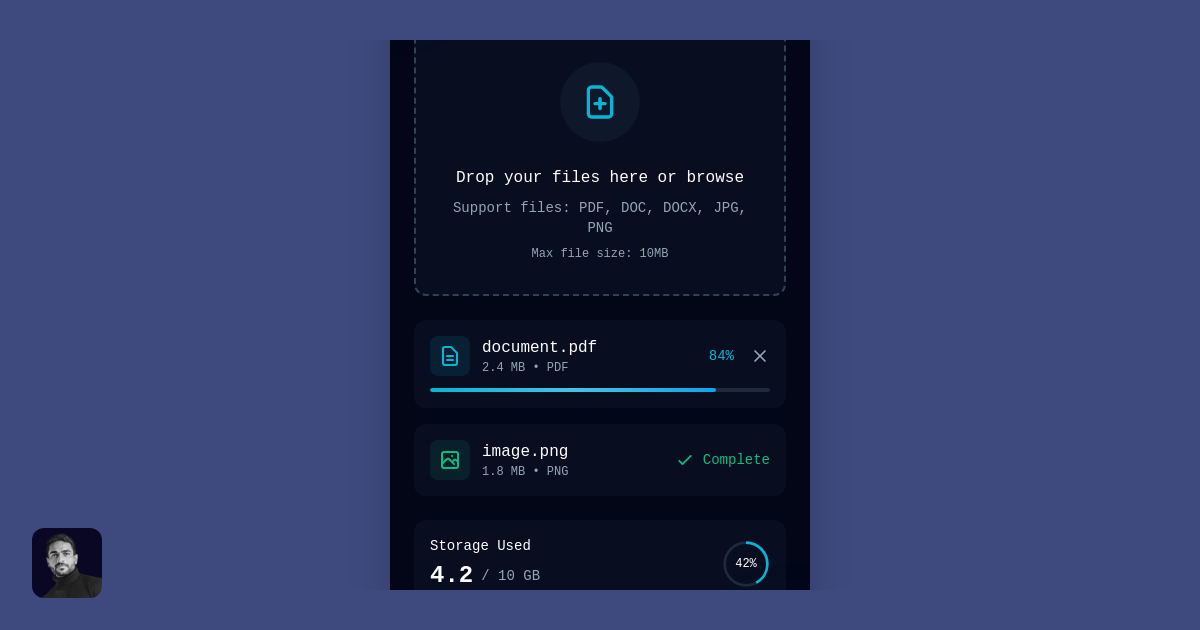 Drop your files here or browse
Support files: PDF, DOC, DOCX, JPG,
PNG
Max file size: 10MB
document.pdf
2.4 MB • PDF
84%
image.png
1.8 MB • PNG
Complete
Storage Used
4.2 / 10 GB
42%